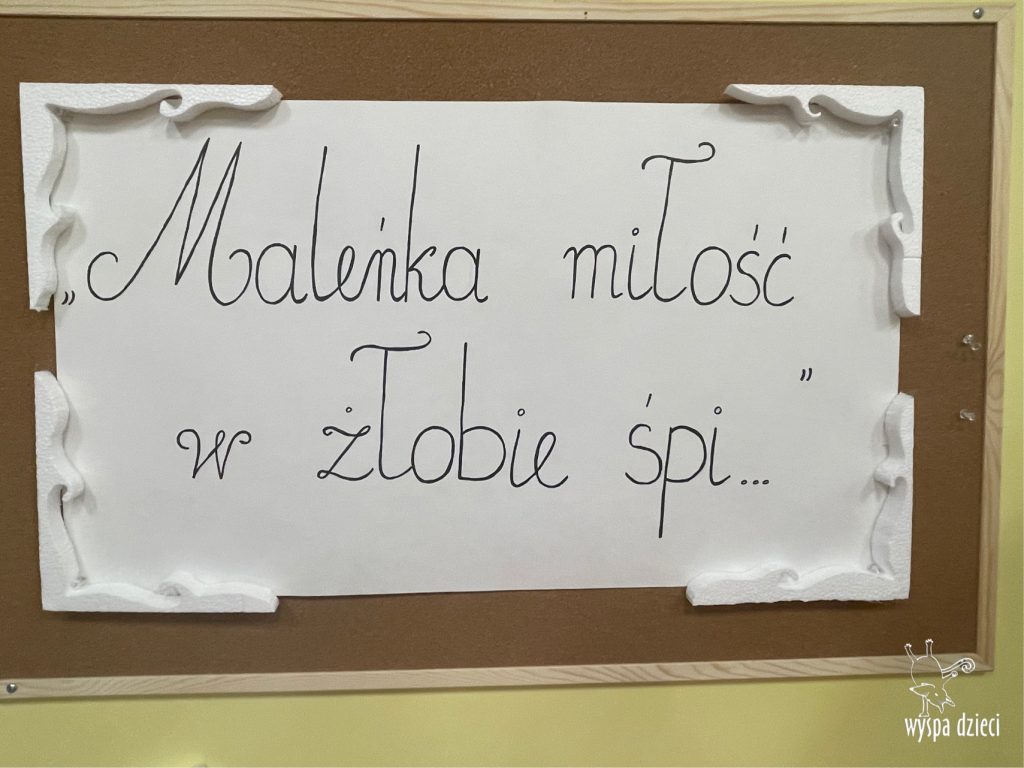 „Maleńka miłość
w żłobie śpi..."
wyspa dzieci